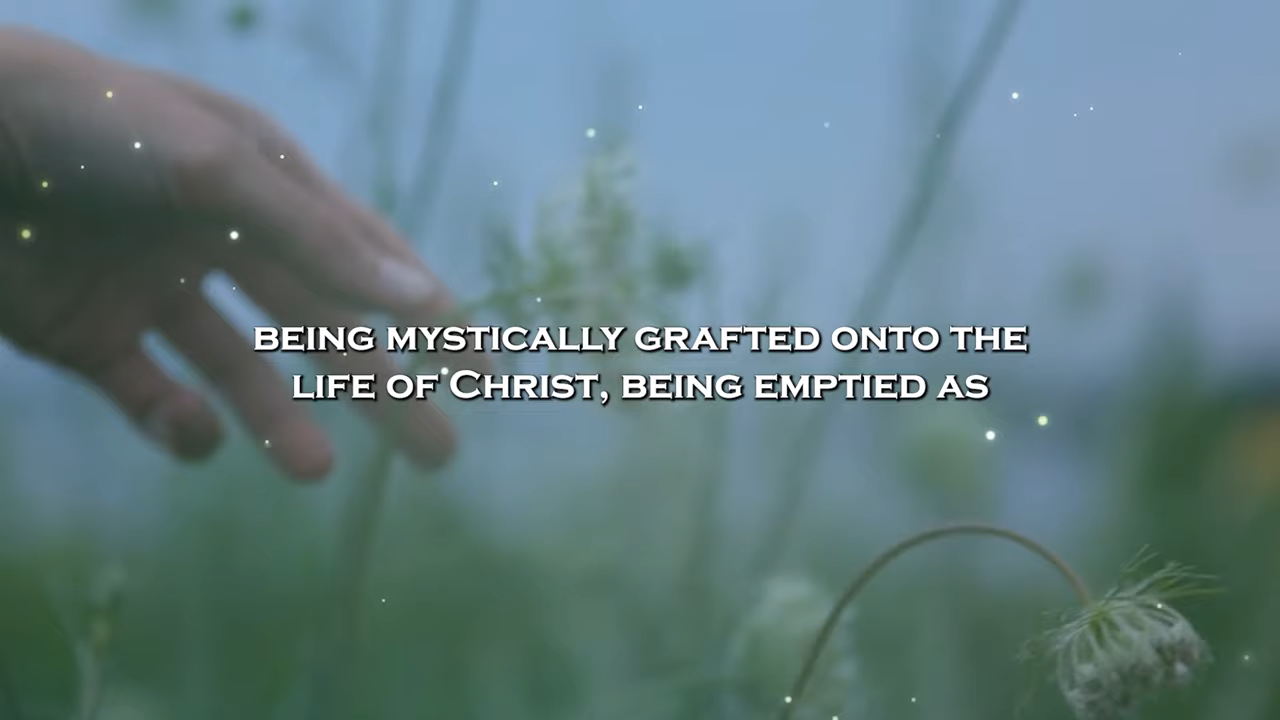 being mystically grafted onto the
life of Christ, being emptied as